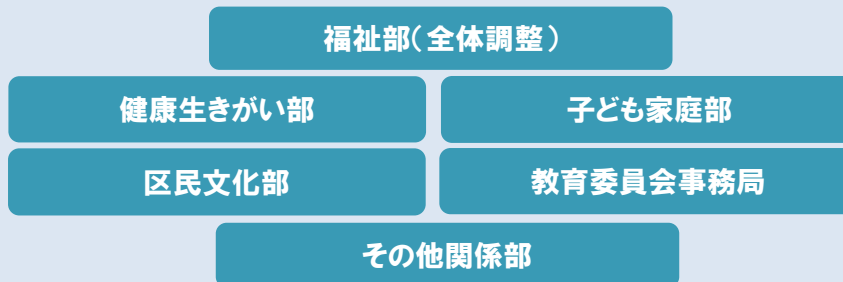 福祉部(全体調整)
健康生きがい部
子ども家庭部
区民文化部
教育委員会事務局
その他関係部